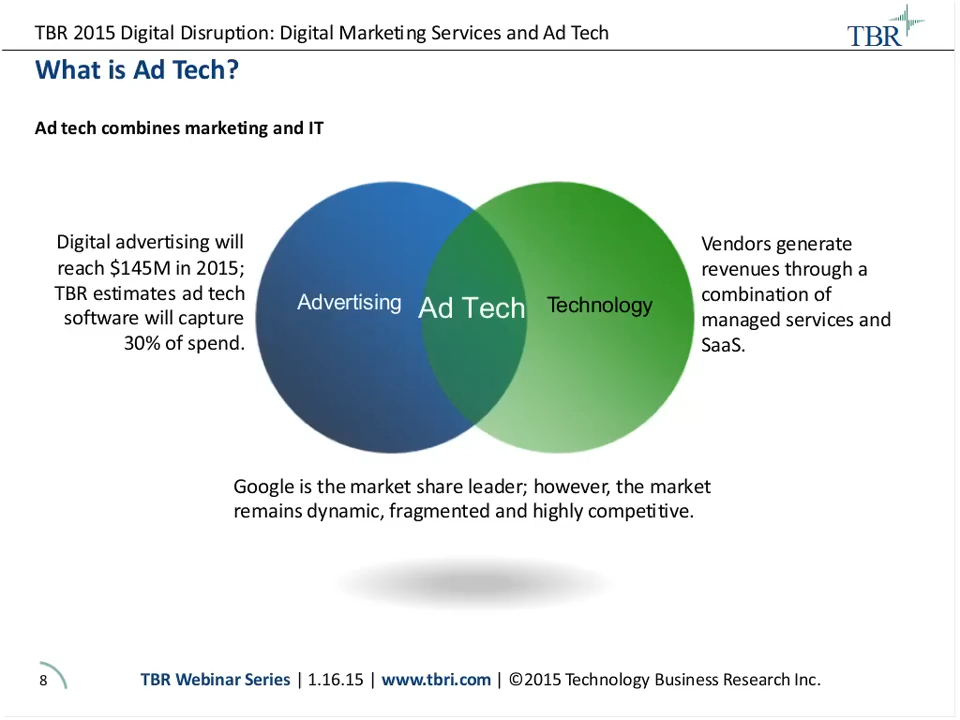 TBR 2015 Digital Disruption: Digital Marketing Services and Ad Tech
TBR
What is Ad Tech?
Ad tech combines marketing and IT
Digital advertising will
reach $145M in 2015;
TBR estimates ad tech
software will capture
30% of spend.
Advertising
Ad Tech
Technology
Vendors generate
revenues through a
combination of
managed services and
SaaS.
Google is the market share leader; however, the market
remains dynamic, fragmented and highly competitive.
8
TBR Webinar Series | 1.16.15 | www.tbri.com | ©2015 Technology Business Research Inc.